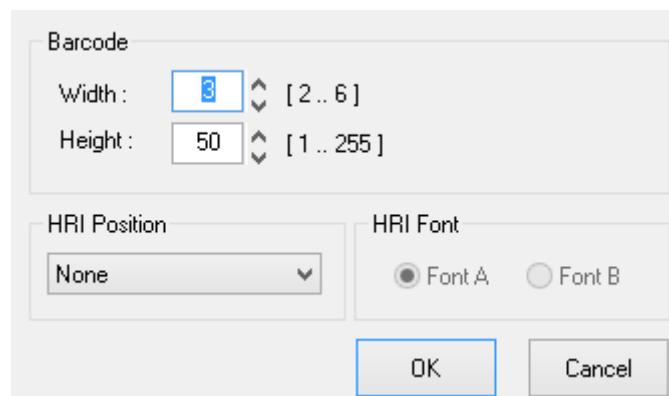 Barcode
Width : 3 [ 2 .. 6 ]
Height : 50 [ 1 .. 255 ]
HRI Position HRI Font
None Font A Font B
OK Cancel